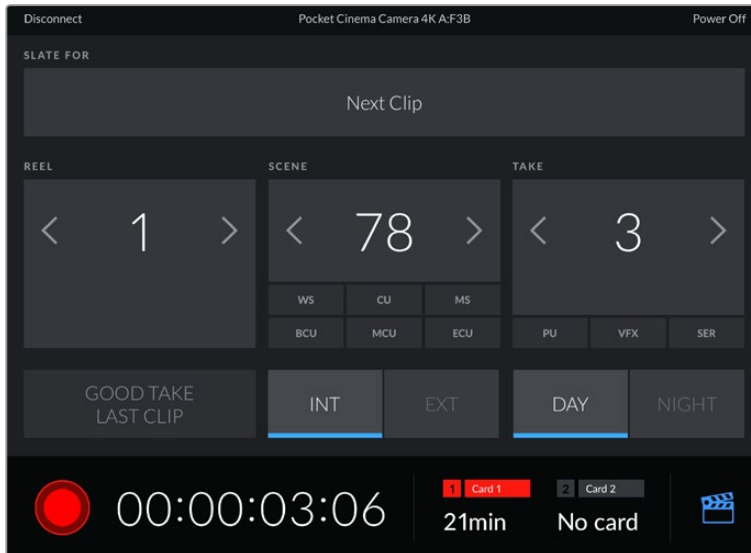 Disconnect Pocket Cinema Camera 4K A:F3B Power Off
SLATE FOR
Next Clip
REEL SCENE TAKE
1 78 3
WS CU MS
BCU MCU ECU PU VFX SER
GOOD TAKE
LAST CLIP
INT EXT DAY NIGHT
1 Card 1 2 Card 2
00:00:03:06 21min No card